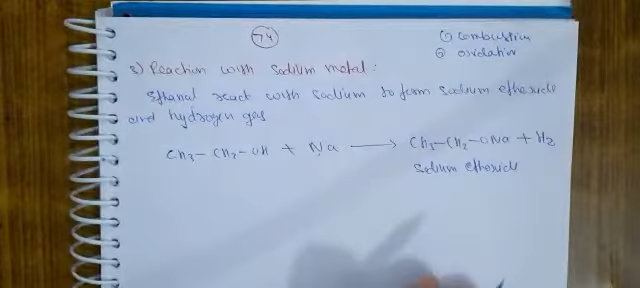 74
① Combustion
② oxidation
3) Reaction with Sodium metal:
Ethanol react with Sodium to form Sodium ethoxide
and hydrogen gas
CH3-CH2-OH + Na → CH3-CH2-ONa + H2
Sodium ethoxide